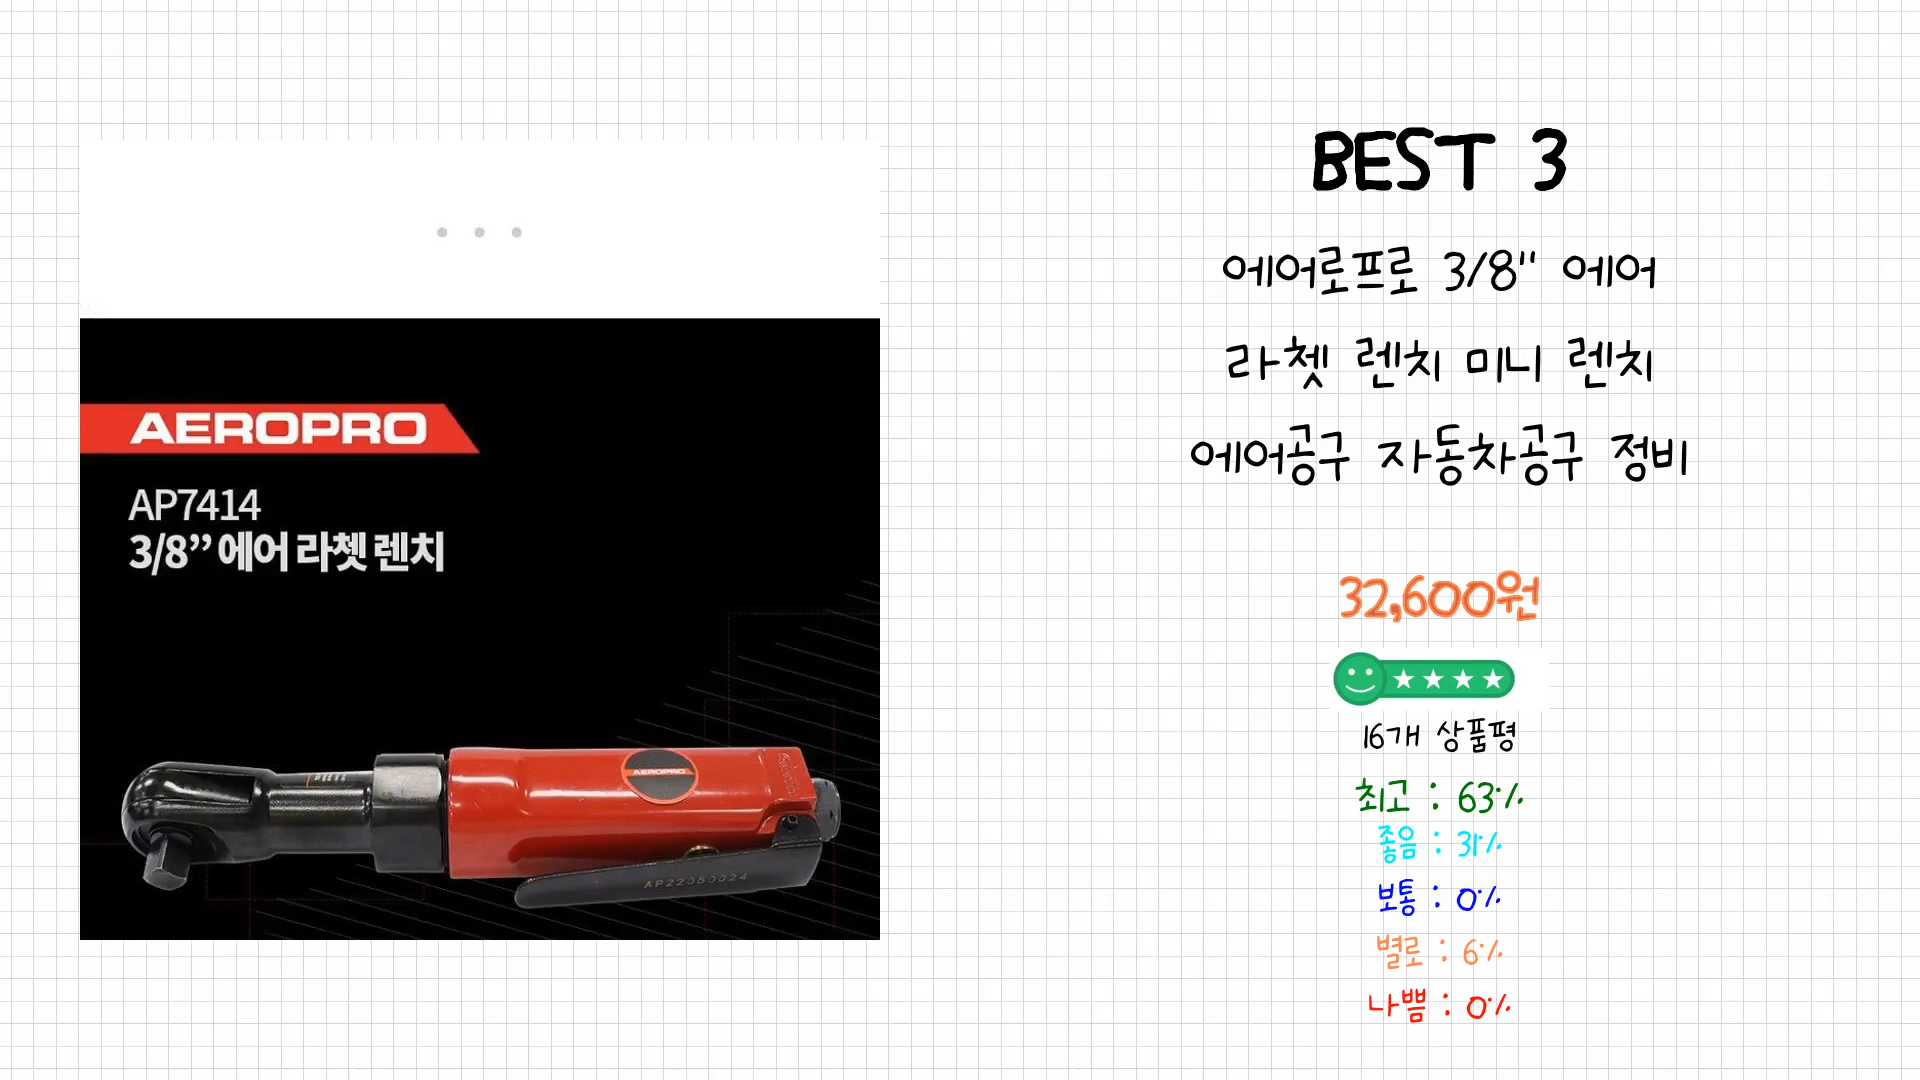 AEROPRO
AP7414
3/8” 에어 라쳇 렌치
AEROPRO
AP22050024
BEST 3
에어로프로 3/8" 에어
라쳇 렌치 미니 렌치
에어공구 자동차공구 정비
32,600원
16개 상품평
최고 : 63%
좋음 : 31%
보통 : 0%
별로 : 6%
나쁨 : 0%